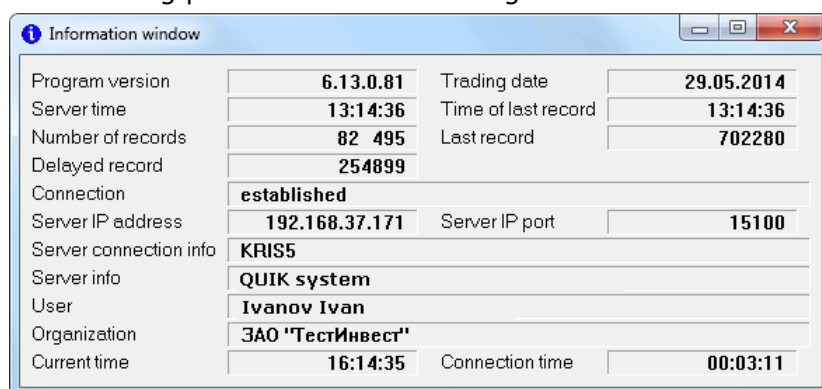 Information window
Program version 6.13.0.81 Trading date 29.05.2014
Server time 13:14:36 Time of last record 13:14:36
Number of records 82 495 Last record 702280
Delayed record 254899
Connection established
Server IP address 192.168.37.171 Server IP port 15100
Server connection info KRIS5
Server info QUIK system
User Ivanov Ivan
Organization ЗАО "ТестИнвест"
Current time 16:14:35 Connection time 00:03:11